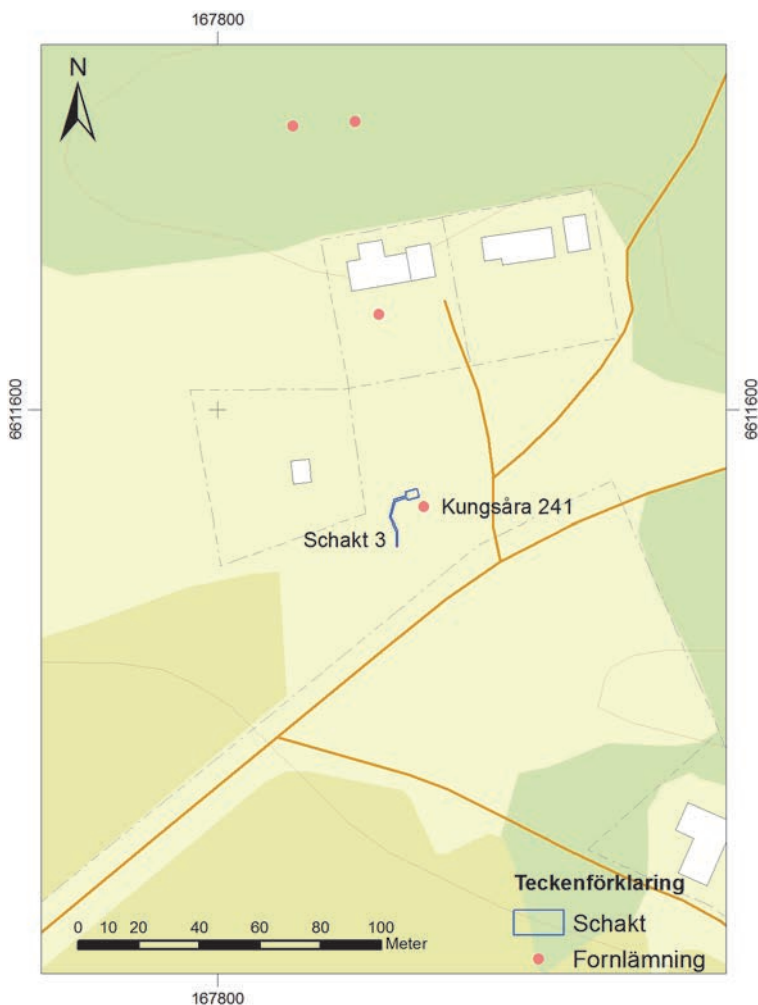 167800
N
6611600
6611600
Kungsåra 241
Schakt 3
Teckenförklaring
Schakt
Fornlämning
0 10 20 40 60 80 100
Meter
167800